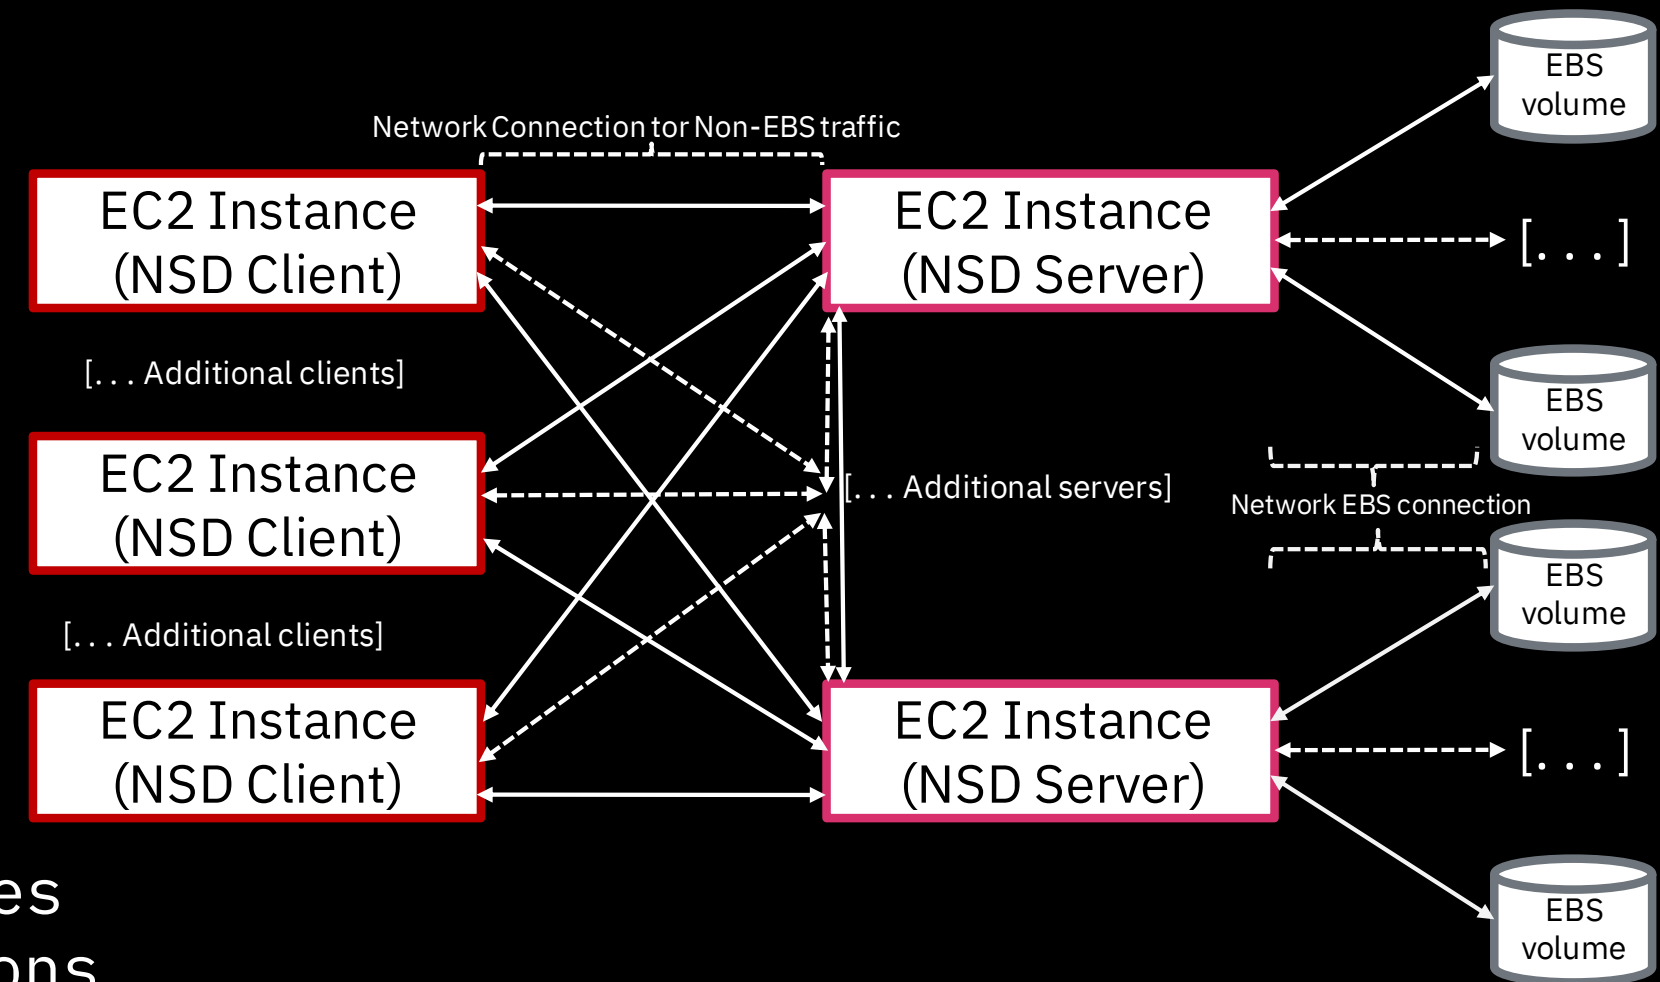 EBS
volume
Network Connection tor Non-EBS traffic
EC2 Instance
(NSD Client)
EC2 Instance
(NSD Server)
[. . . ]
[. . . Additional clients]
EBS
volume
EC2 Instance
(NSD Client)
[. . . Additional servers]
Network EBS connection
EBS
volume
[. . . Additional clients]
EC2 Instance
(NSD Client)
EC2 Instance
(NSD Server)
[. . . ]
es
ons
EBS
volume